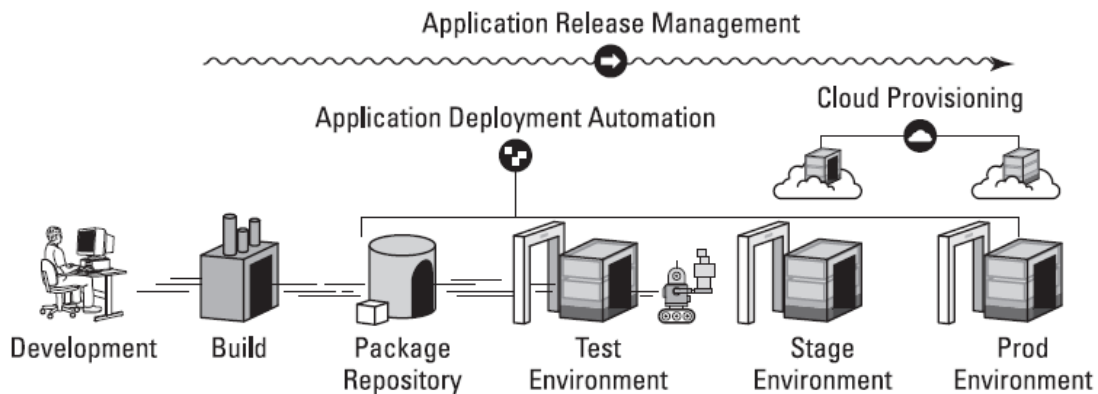 Application Release Management
Cloud Provisioning
Application Deployment Automation
Development
Build
Package
Repository
Test
Environment
Stage
Environment
Prod
Environment